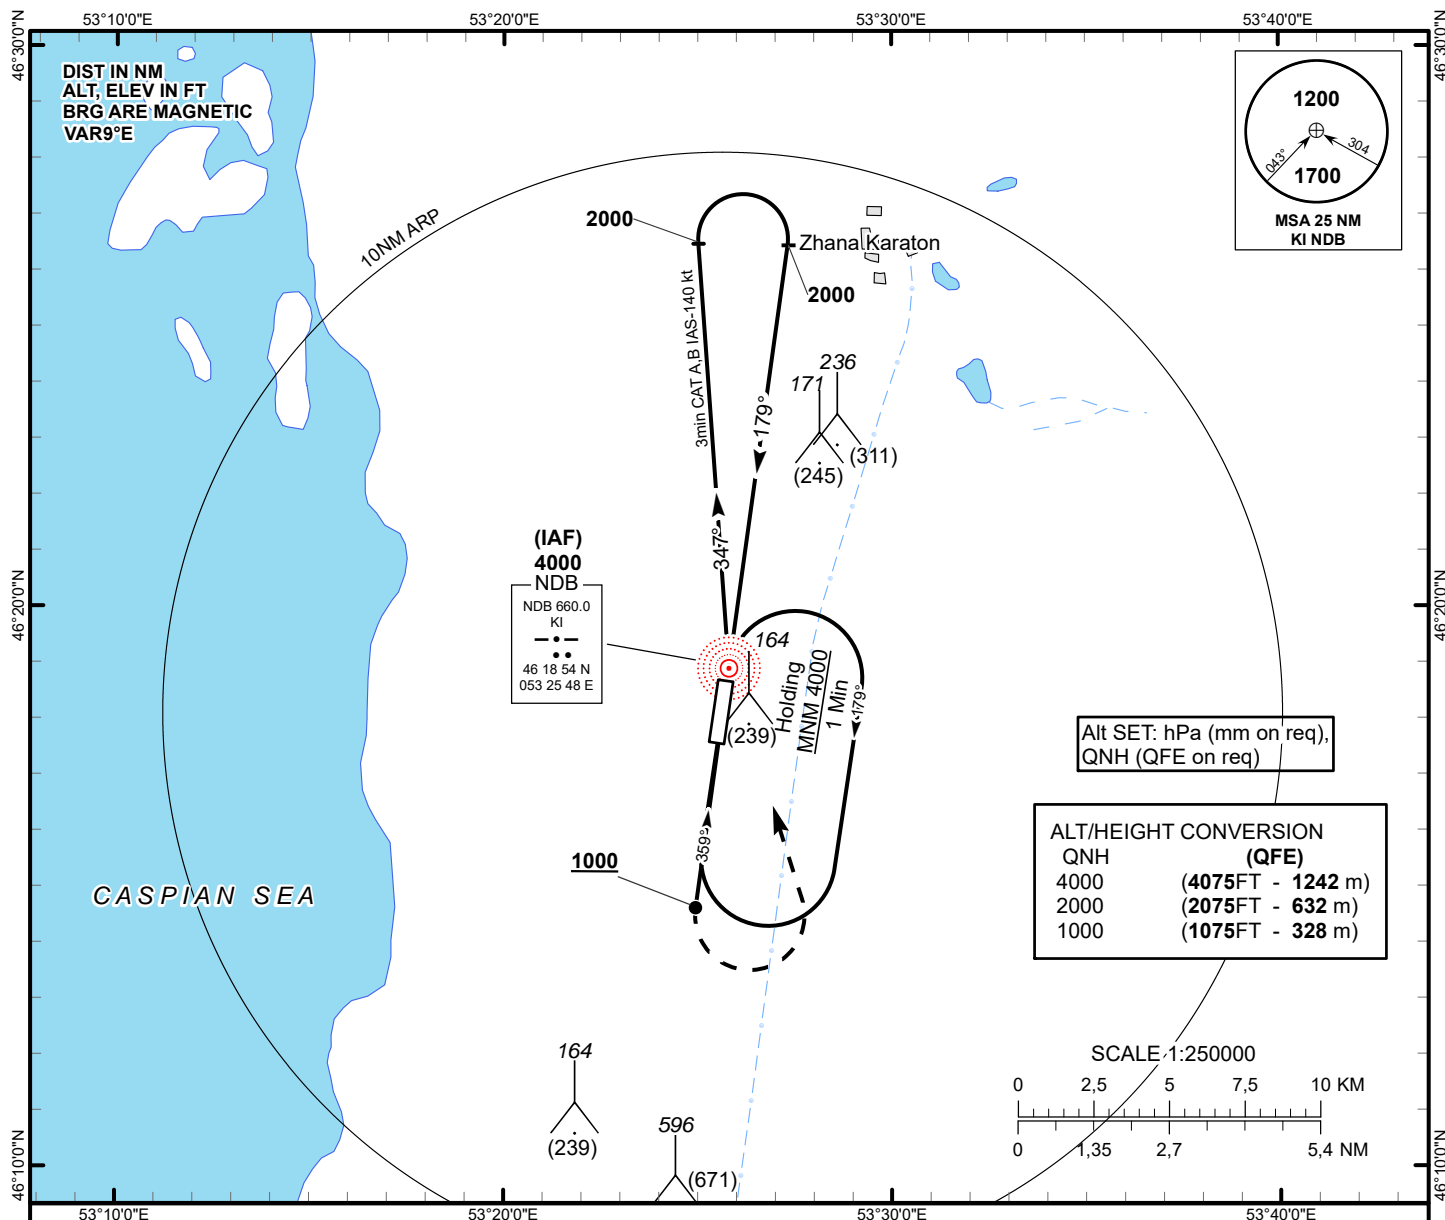 53°10'0"E
53°20'0"E
53°30'0"E
53°40'0"E
46°30'0"N
46°30'0"N
DIST IN NM
ALT, ELEV IN FT
BRG ARE MAGNETIC
VAR9°E
1200
043°
304
1700
MSA 25 NM
KI NDB
10NM ARP
2000
Zhana Karaton
2000
3min CAT A,B IAS-140 kt
179°
347°
236
171
(311)
(245)
(IAF)
4000
NDB
NDB 660.0
KI
46 18 54 N
053 25 48 E
46°20'0"N
46°20'0"N
164
(239)
Holding
MNM 4000
1 Min
179°
359°
1000
Alt SET: hPa (mm on req),
QNH (QFE on req)
ALT/HEIGHT CONVERSION
QNH (QFE)
4000 (4075FT - 1242 m)
2000 (2075FT - 632 m)
1000 (1075FT - 328 m)
CASPIAN SEA
SCALE 1:250000
0 2,5 5 7,5 10 KM
0 1,35 2,7 5,4 NM
164
(239)
596
(671)
46°10'0"N
46°10'0"N
53°10'0"E
53°20'0"E
53°30'0"E
53°40'0"E